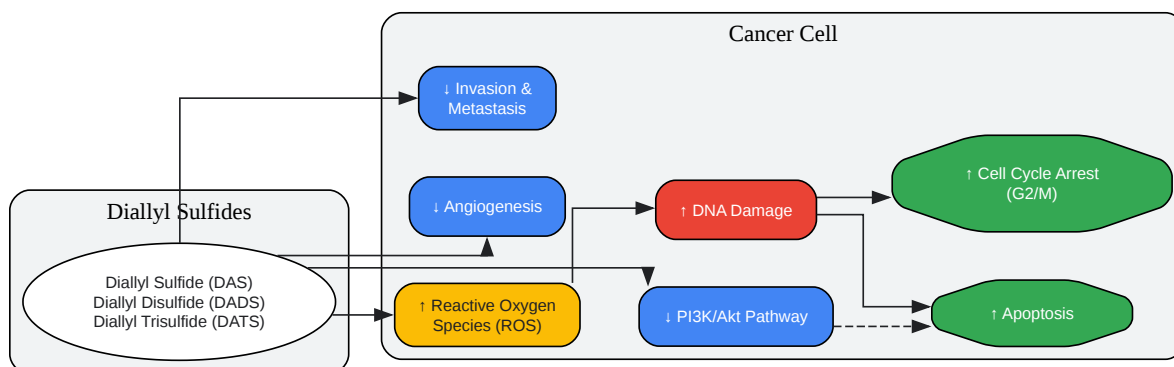 Cancer Cell
↓ Invasion &
Metastasis
↑ Cell Cycle Arrest
(G2/M)
Diallyl Sulfides
↓ Angiogenesis
↑ DNA Damage
Diallyl Sulfide (DAS)
Diallyl Disulfide (DADS)
Diallyl Trisulfide (DATS)
↑ Reactive Oxygen
Species (ROS)
↓ PI3K/Akt Pathway
↑ Apoptosis